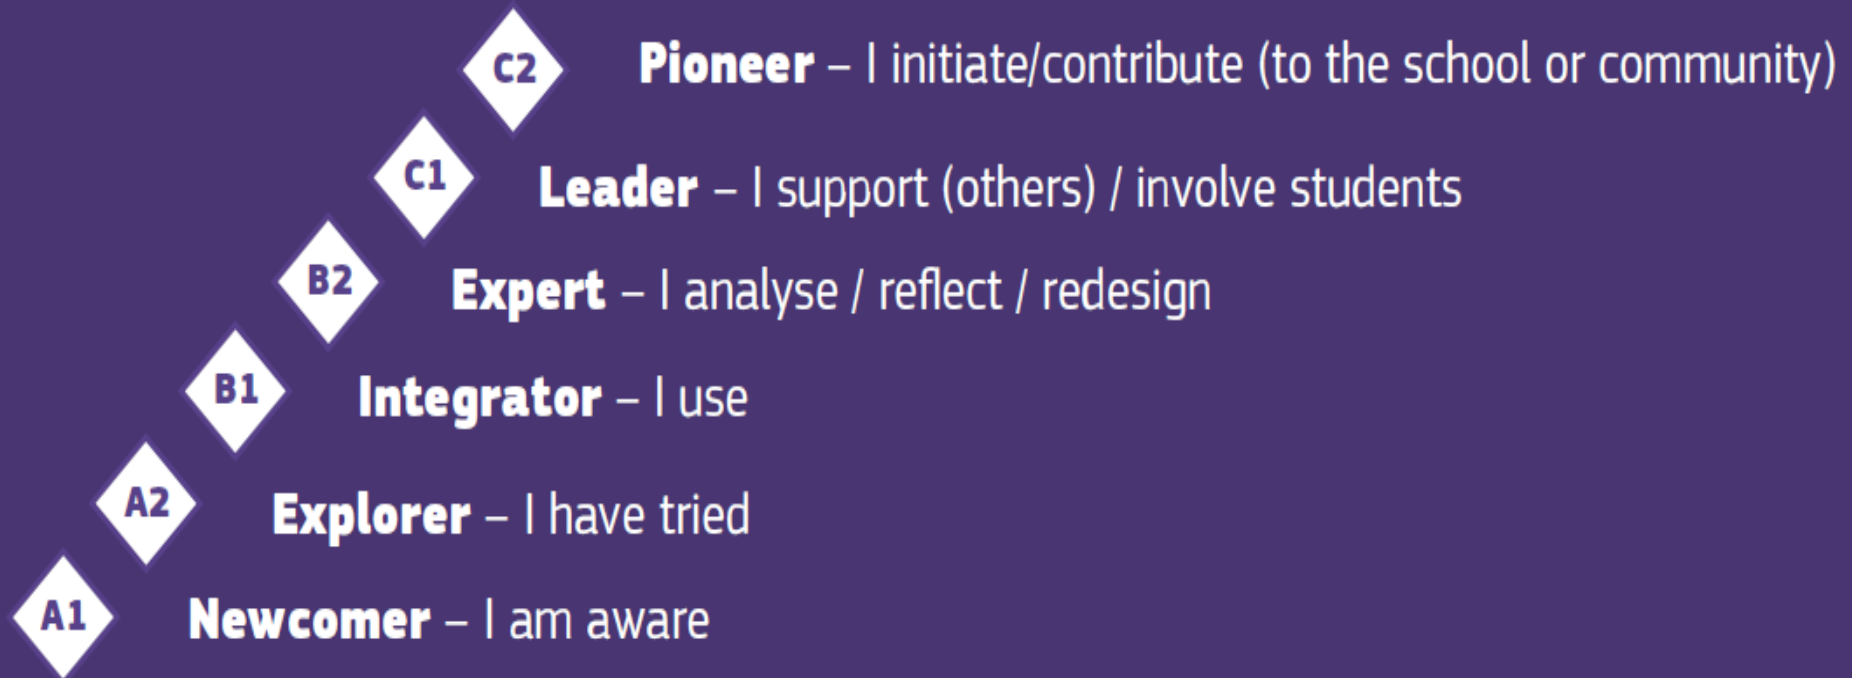 C2 Pioneer – I initiate/contribute (to the school or community)
C1 Leader – I support (others) / involve students
B2 Expert – I analyse / reflect / redesign
B1 Integrator – I use
A2 Explorer – I have tried
A1 Newcomer – I am aware